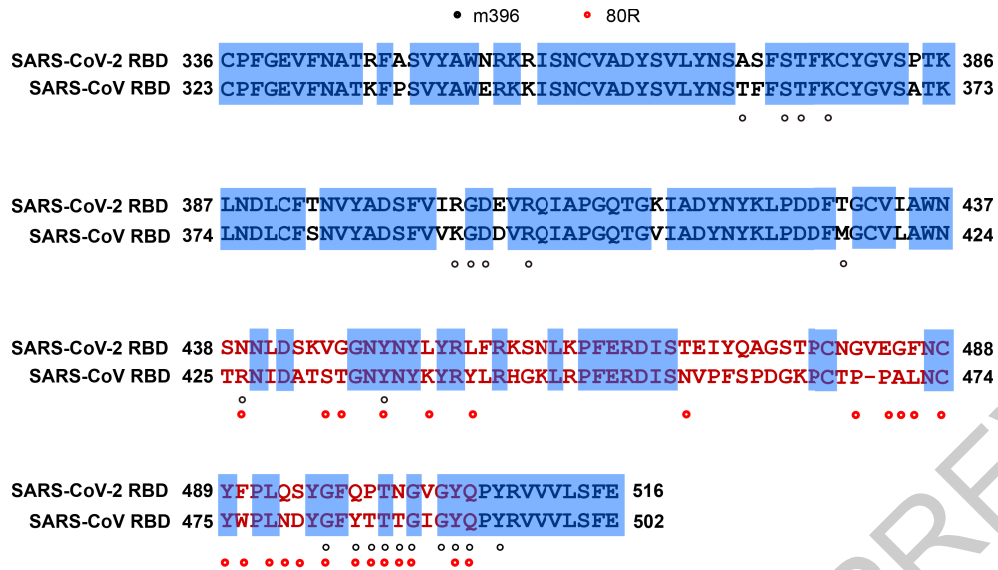 m396 80R
SARS-CoV-2 RBD 336 CPFGEVFNATRFASVYAWNRKRISNCVADYSVLYNSASFSTFKCYGVSPTK 386
SARS-CoV RBD 323 CPFGEVFNATKFPSVYAWERKKISNCVADYSVLYNSTFFSTFKCYGVSATK 373
SARS-CoV-2 RBD 387 LNDLCFTNVYADSFVIRGDEVRQIAPGQTGKIADYNYKLPDDFTGCVIAWN 437
SARS-CoV RBD 374 LNDLCFSNVYADSFVVKGDDVRQIAPGQTGVIADYNYKLPDDFMGCVLAWN 424
SARS-CoV-2 RBD 438 SNNLDSKVGGNYNYLYRLFRKSNLKPFERDISTEIYQAGSTPCNGVEGFNC 488
SARS-CoV RBD 425 TRNIDATSTGNYNYKYRYLRHGKLRPFERDISNVPFSPDGKPCTP-PALNC 474
SARS-CoV-2 RBD 489 YFPLQSYGFQPTNGVGYQPYRVVVLSFE 516
SARS-CoV RBD 475 YWPLNDYGFYTTTGIGYQPYRVVVLSFE 502